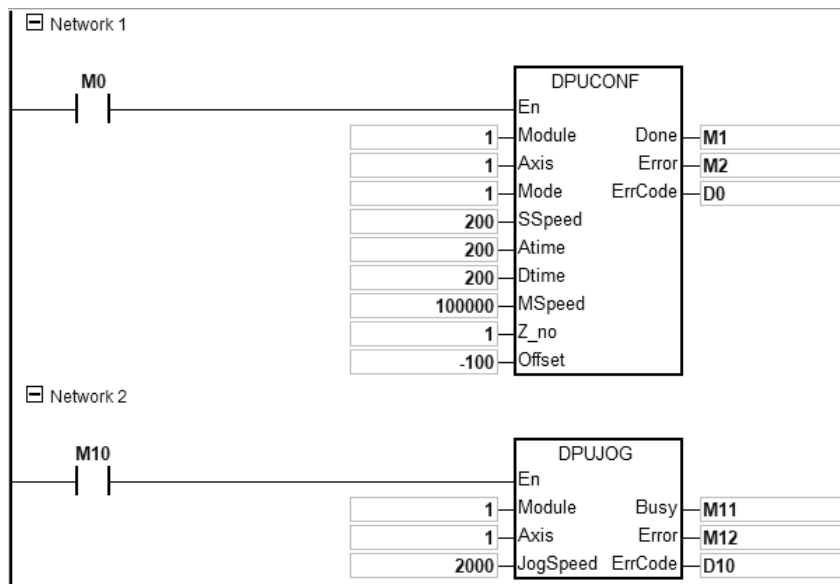 Network 1
M0
DPUCONF
En
1 Module Done M1
1 Axis Error M2
1 Mode ErrCode D0
200 SSpeed
200 Atime
200 Dtime
100000 MSpeed
1 Z_no
-100 Offset
Network 2
M10
DPUJOG
En
1 Module Busy M11
1 Axis Error M12
2000 JogSpeed ErrCode D10